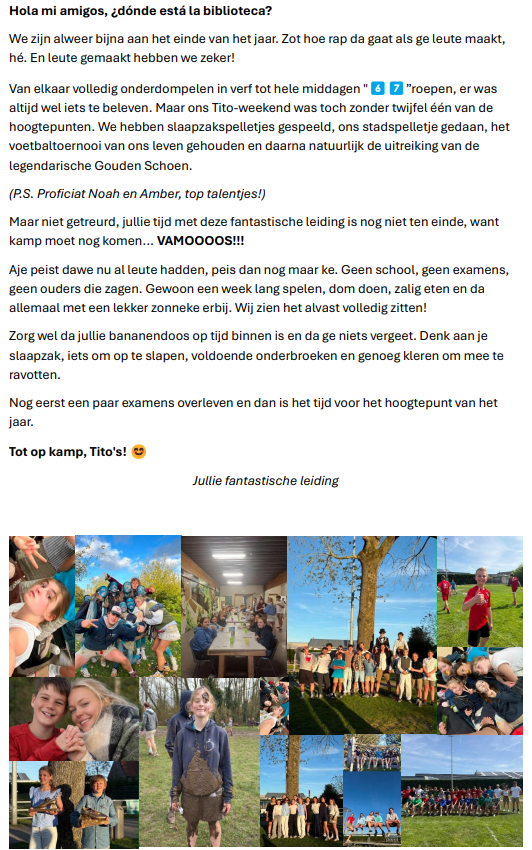 Hola mi amigos, ¿dónde está la biblioteca?
We zijn alweer bijna aan het einde van het jaar. Zot hoe rap da gaat als ge leute maakt,
hé. En leute gemaakt hebben we zeker!
Van elkaar volledig onderdompelen in verf tot hele middagen " 6️⃣ 7️⃣ "roepen, er was
altijd wel iets te beleven. Maar ons Tito-weekend was toch zonder twijfel één van de
hoogtepunten. We hebben slaapzakspelletjes gespeeld, ons stadspelletje gedaan, het
voetbaltoernooi van ons leven gehouden en daarna natuurlijk de uitreiking van de
legendarische Gouden Schoen.
(P.S. Proficiat Noah en Amber, top talentjes!)
Maar niet getreurd, jullie tijd met deze fantastische leiding is nog niet ten einde, want
kamp moet nog komen... VAMOOOOS!!!
Aje peist dawe nu al leute hadden, peis dan nog maar ke. Geen school, geen examens,
geen ouders die zagen. Gewoon een week lang spelen, dom doen, zalig eten en da
allemaal met een lekker zonneke erbij. Wij zien het alvast volledig zitten!
Zorg wel da jullie bananendoos op tijd binnen is en da ge niets vergeet. Denk aan je
slaapzak, iets om op te slapen, voldoende onderbroeken en genoeg kleren om mee te
ravotten.
Nog eerst een paar examens overleven en dan is het tijd voor het hoogtepunt van het
jaar.
Tot op kamp, Tito's! 😊
Jullie fantastische leiding